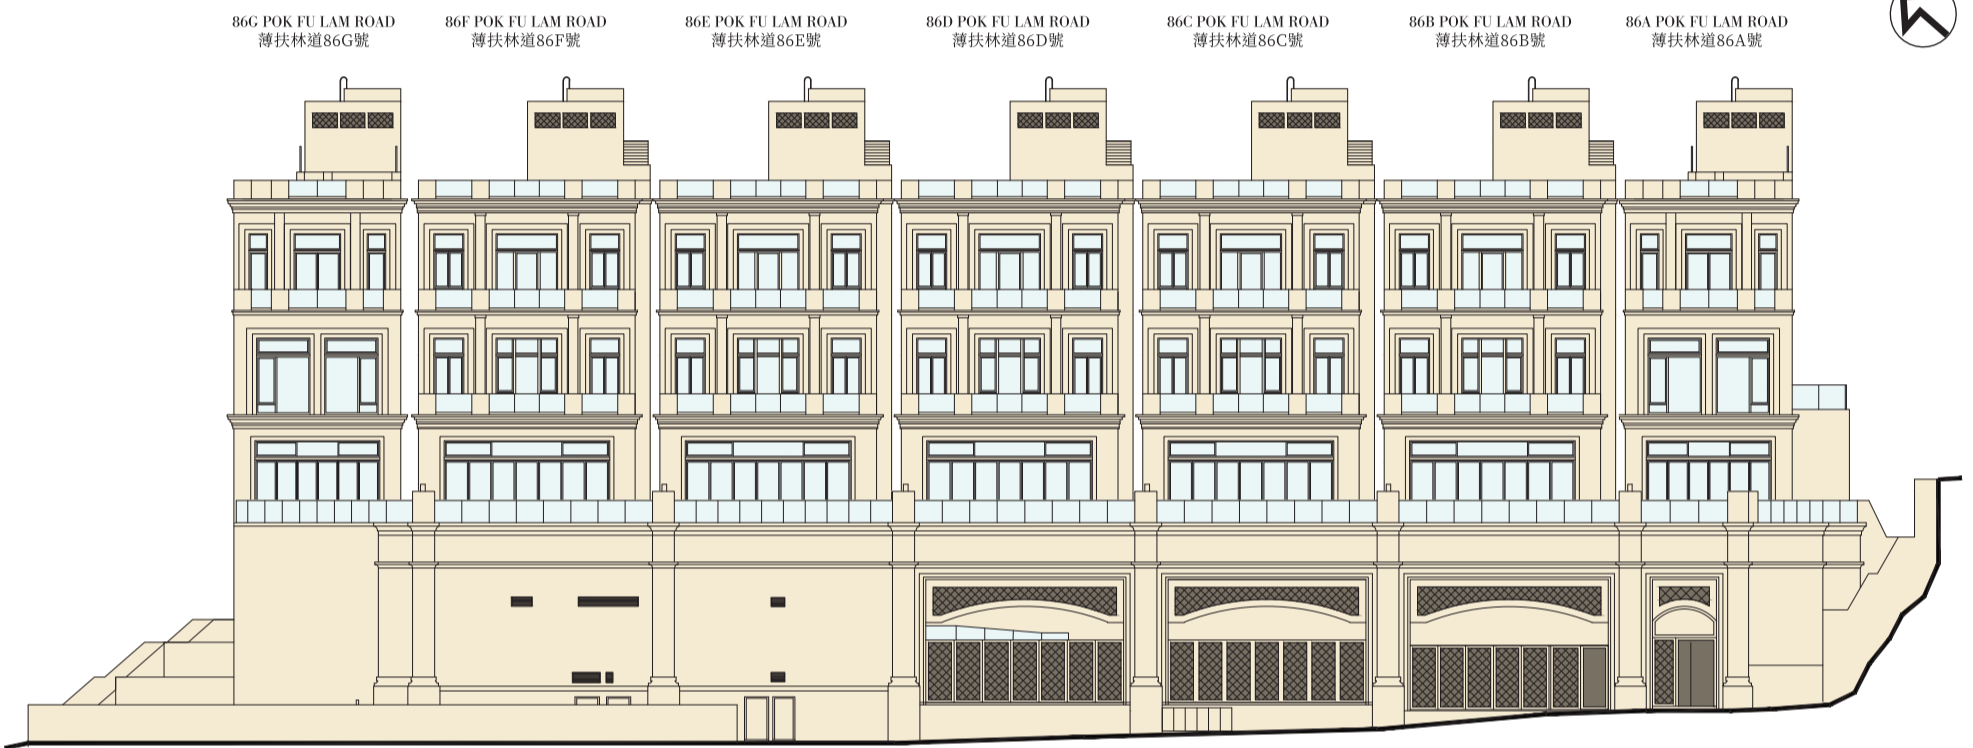 86G POK FU LAM ROAD
薄扶林道86G號
86F POK FU LAM ROAD
薄扶林道86F號
86E POK FU LAM ROAD
薄扶林道86E號
86D POK FU LAM ROAD
薄扶林道86D號
86C POK FU LAM ROAD
薄扶林道86C號
86B POK FU LAM ROAD
薄扶林道86B號
86A POK FU LAM ROAD
薄扶林道86A號